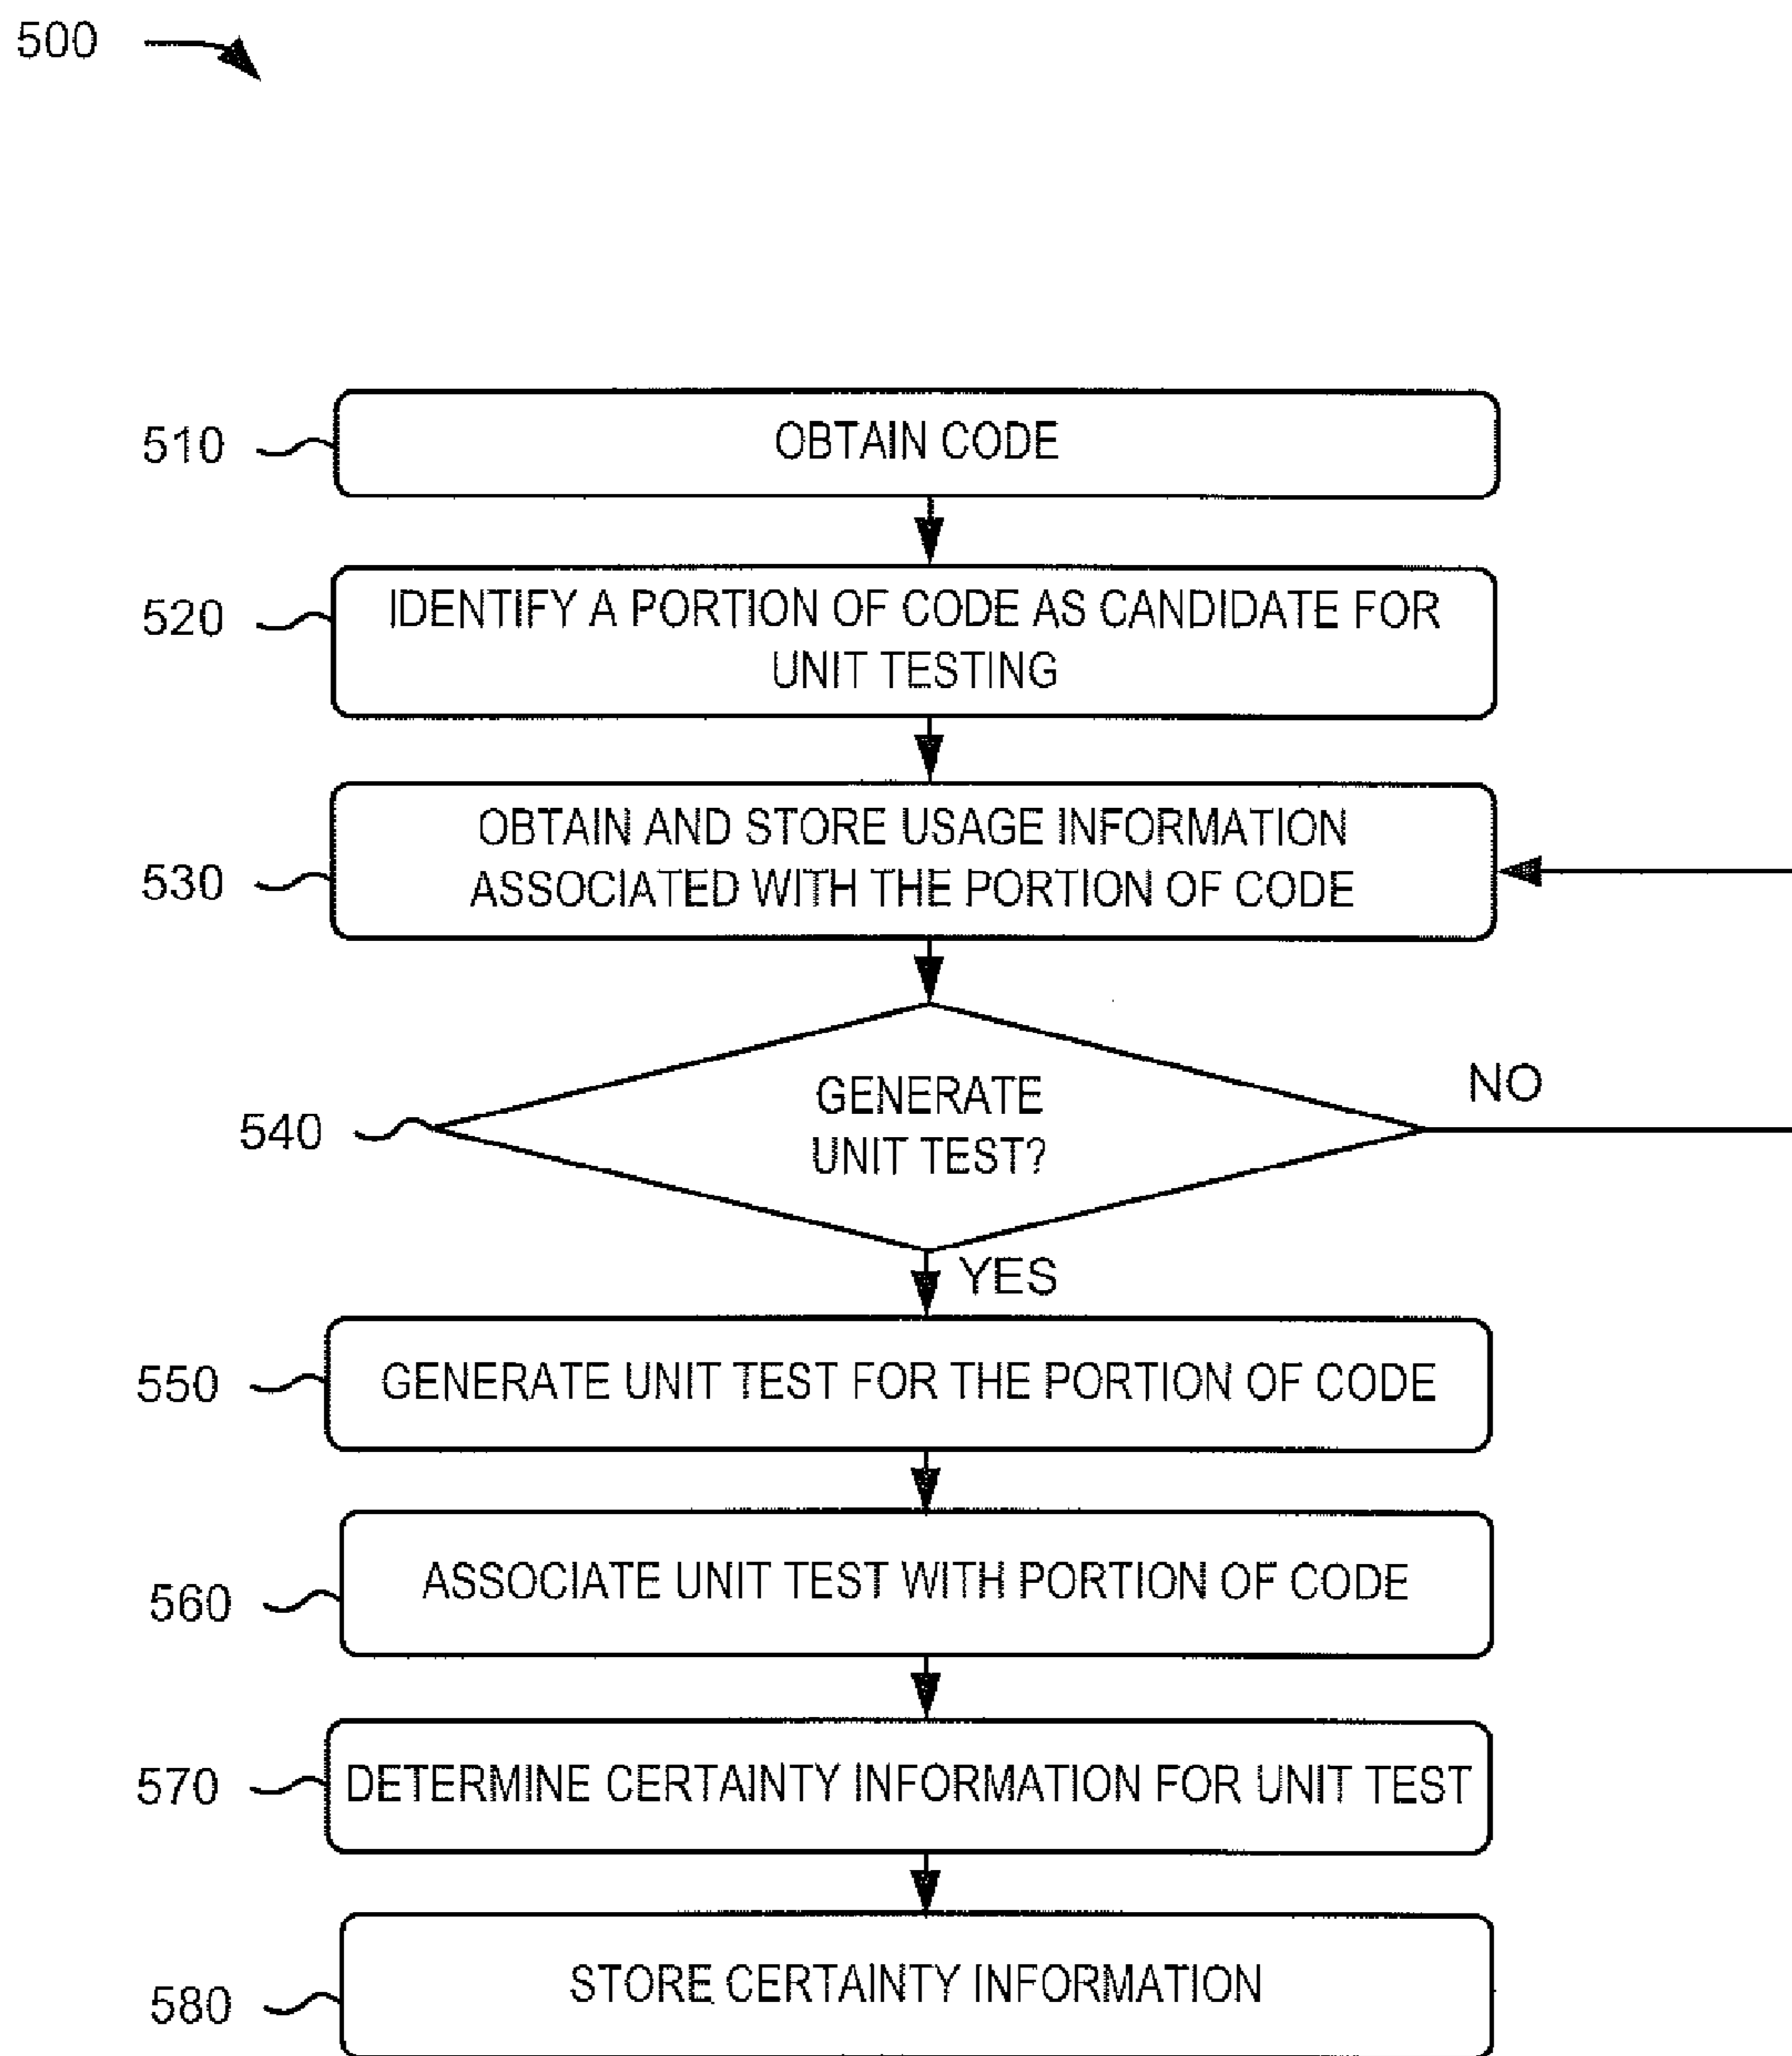 500
510
OBTAIN CODE
520
IDENTIFY A PORTION OF CODE AS CANDIDATE FOR
UNIT TESTING
530
OBTAIN AND STORE USAGE INFORMATION
ASSOCIATED WITH THE PORTION OF CODE
540
GENERATE
UNIT TEST?
NO
YES
550
GENERATE UNIT TEST FOR THE PORTION OF CODE
560
ASSOCIATE UNIT TEST WITH PORTION OF CODE
570
DETERMINE CERTAINTY INFORMATION FOR UNIT TEST
580
STORE CERTAINTY INFORMATION